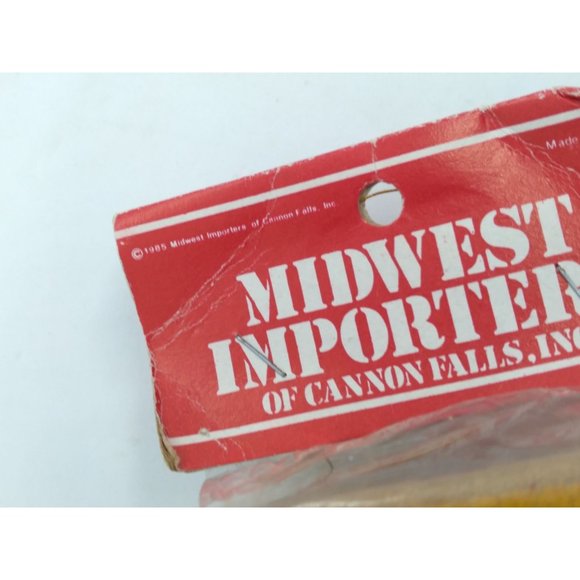 ©1985 Midwest Importers of Cannon Falls, Inc.
Made
MIDWEST
IMPORTER
OF CANNON FALLS, INC